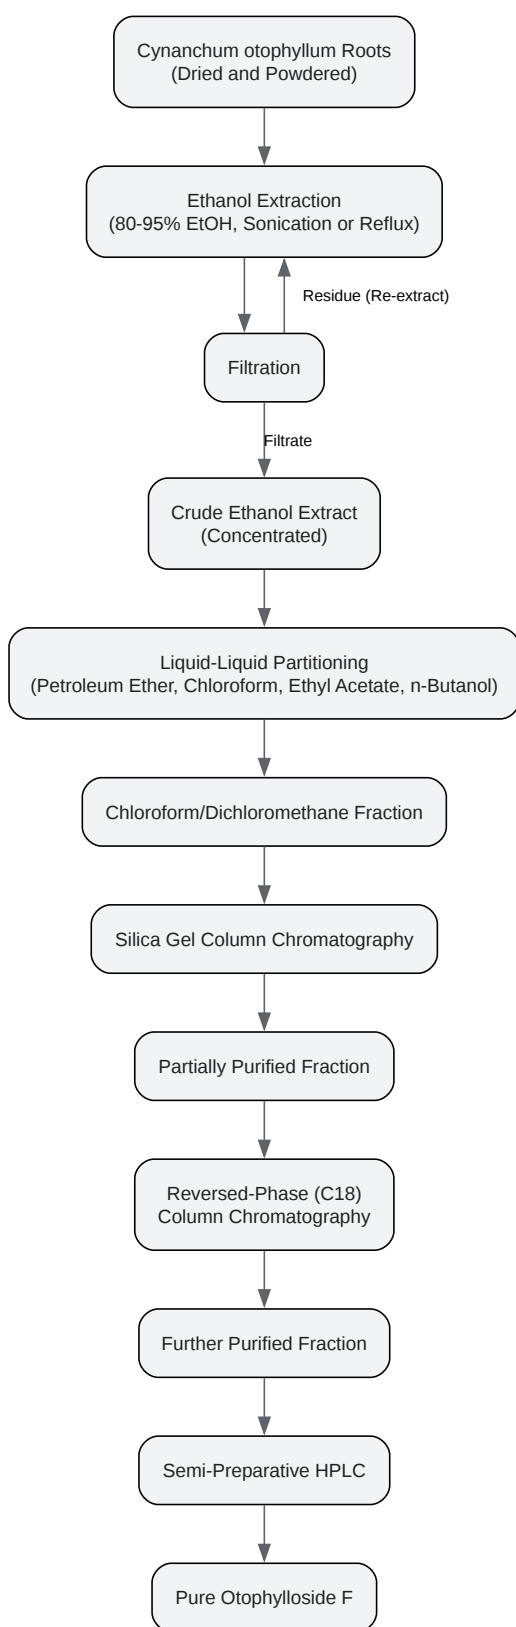 Cynanchum otophyllum Roots
(Dried and Powdered)
Ethanol Extraction
(80-95% EtOH, Sonication or Reflux)
Residue (Re-extract)
Filtration
Filtrate
Crude Ethanol Extract
(Concentrated)
Liquid-Liquid Partitioning
(Petroleum Ether, Chloroform, Ethyl Acetate, n-Butanol)
Chloroform/Dichloromethane Fraction
Silica Gel Column Chromatography
Partially Purified Fraction
Reversed-Phase (C18)
Column Chromatography
Further Purified Fraction
Semi-Preparative HPLC
Pure Otophylloside F